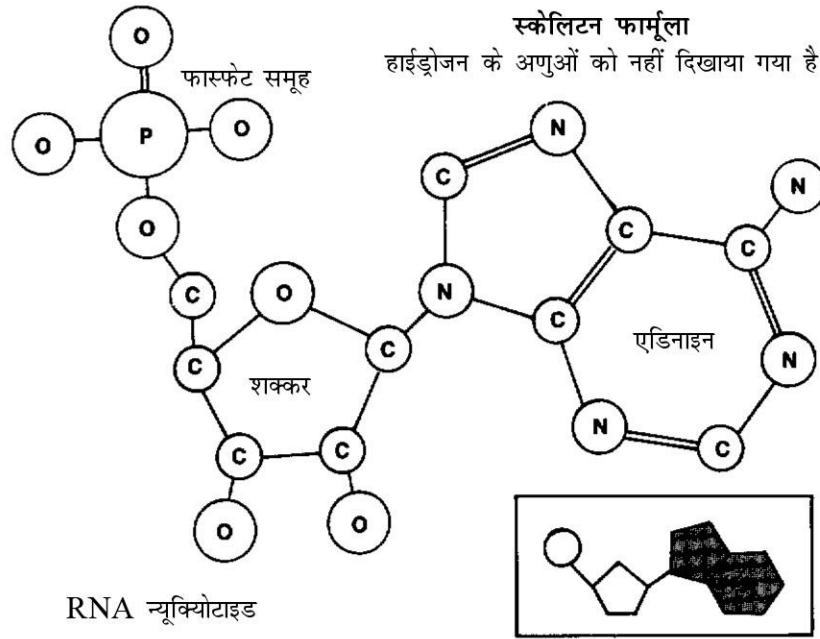 स्केलिटन फार्मूला
हाईड्रोजन के अणुओं को नहीं दिखाया गया है
फास्फेट समूह
O
O P O
O
C
O
C
C
शक्कर
C C
O O
N
C
N
C
C
C
N
N
C
N
एडिनाइन
RNA न्यूक्योटाइड